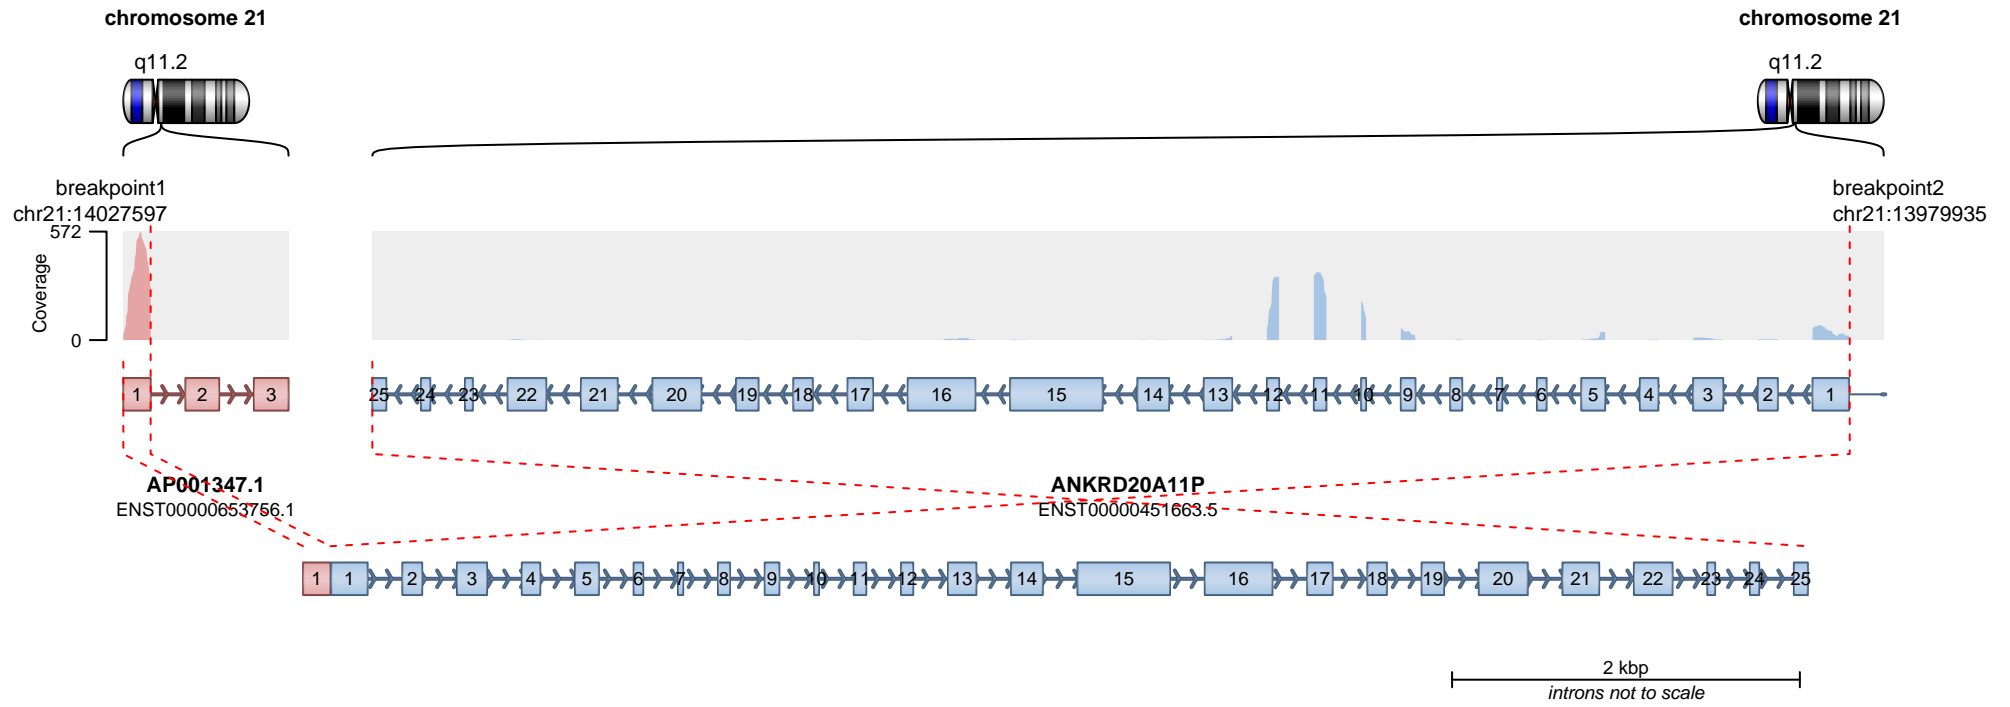 chromosome 21
chromosome 21
q11.2
q11.2
breakpoint1
chr21:14027597
breakpoint2
chr21:13979935
572
Coverage
0
1 2 3
25 24 23 22 21 20 19 18 17 16 15 14 13 12 11 10 9 8 7 6 5 4 3 2 1
AP001347.1
ENST00000653756.1
ANKRD20A11P
ENST00000451663.5
1 1 2 3 4 5 6 7 8 9 10 11 12 13 14 15 16 17 18 19 20 21 22 23 24 25
2 kbp
introns not to scale